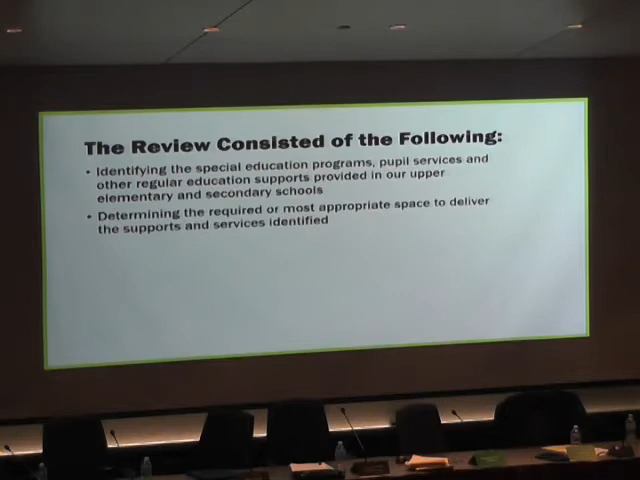 The Review Consisted of the Following:
• Identifying the special education programs, pupil services and
other regular education supports provided in our upper
elementary and secondary schools
• Determining the required or most appropriate space to deliver
the supports and services identified